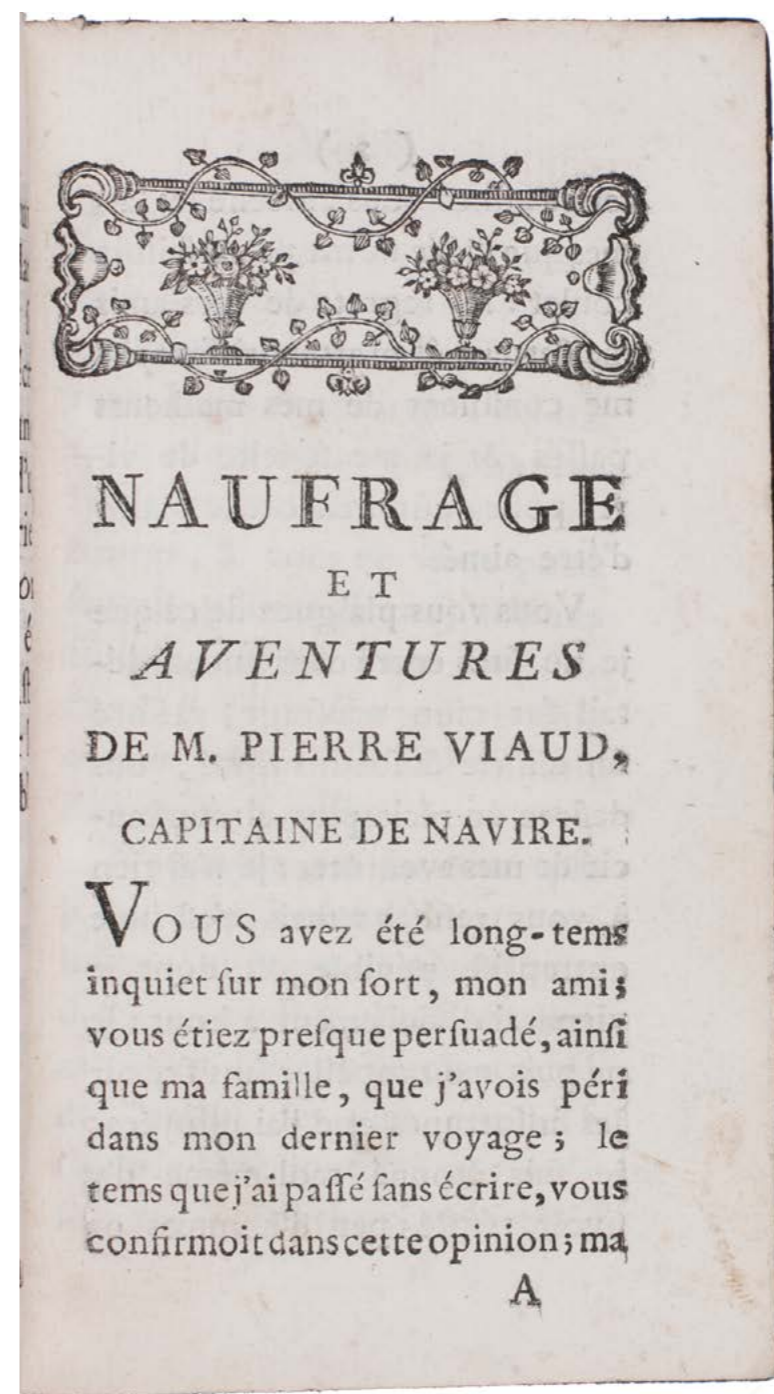 NAUFRAGE
ET
AVENTURES
DE M. PIERRE VIAUD,
CAPITAINE DE NAVIRE.
VOUS avez été long-tems
inquiet ſur mon ſort, mon ami;
vous étiez preſque perſuadé, ainſi
que ma famille, que j'avois péri
dans mon dernier voyage; le
tems que j'ai paſſé ſans écrire, vous
confirmoit dans cette opinion; ma
A